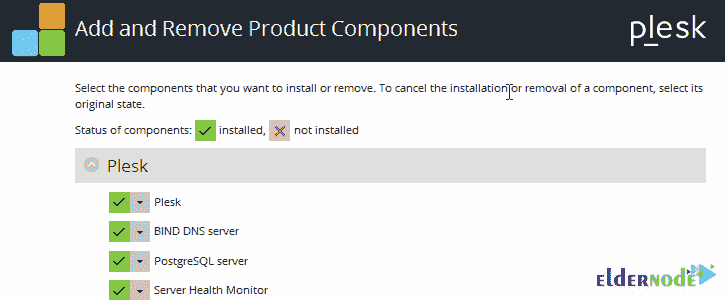 Add and Remove Product Components
plesk
Select the components that you want to install or remove. To cancel the installation or removal of a component, select its
original state.
Status of components: installed, not installed
Plesk
Plesk
BIND DNS server
PostgreSQL server
Server Health Monitor
ELDERNODE